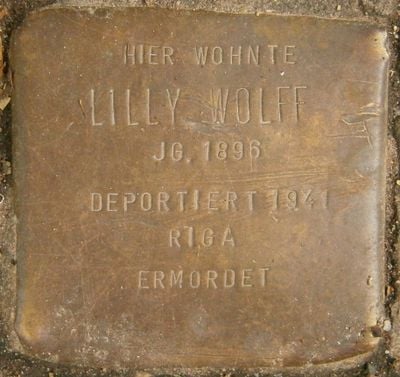 HIER WOHNTE
LILLY WOLFF
JG. 1896
DEPORTIERT 1941
RIGA
ERMORDET